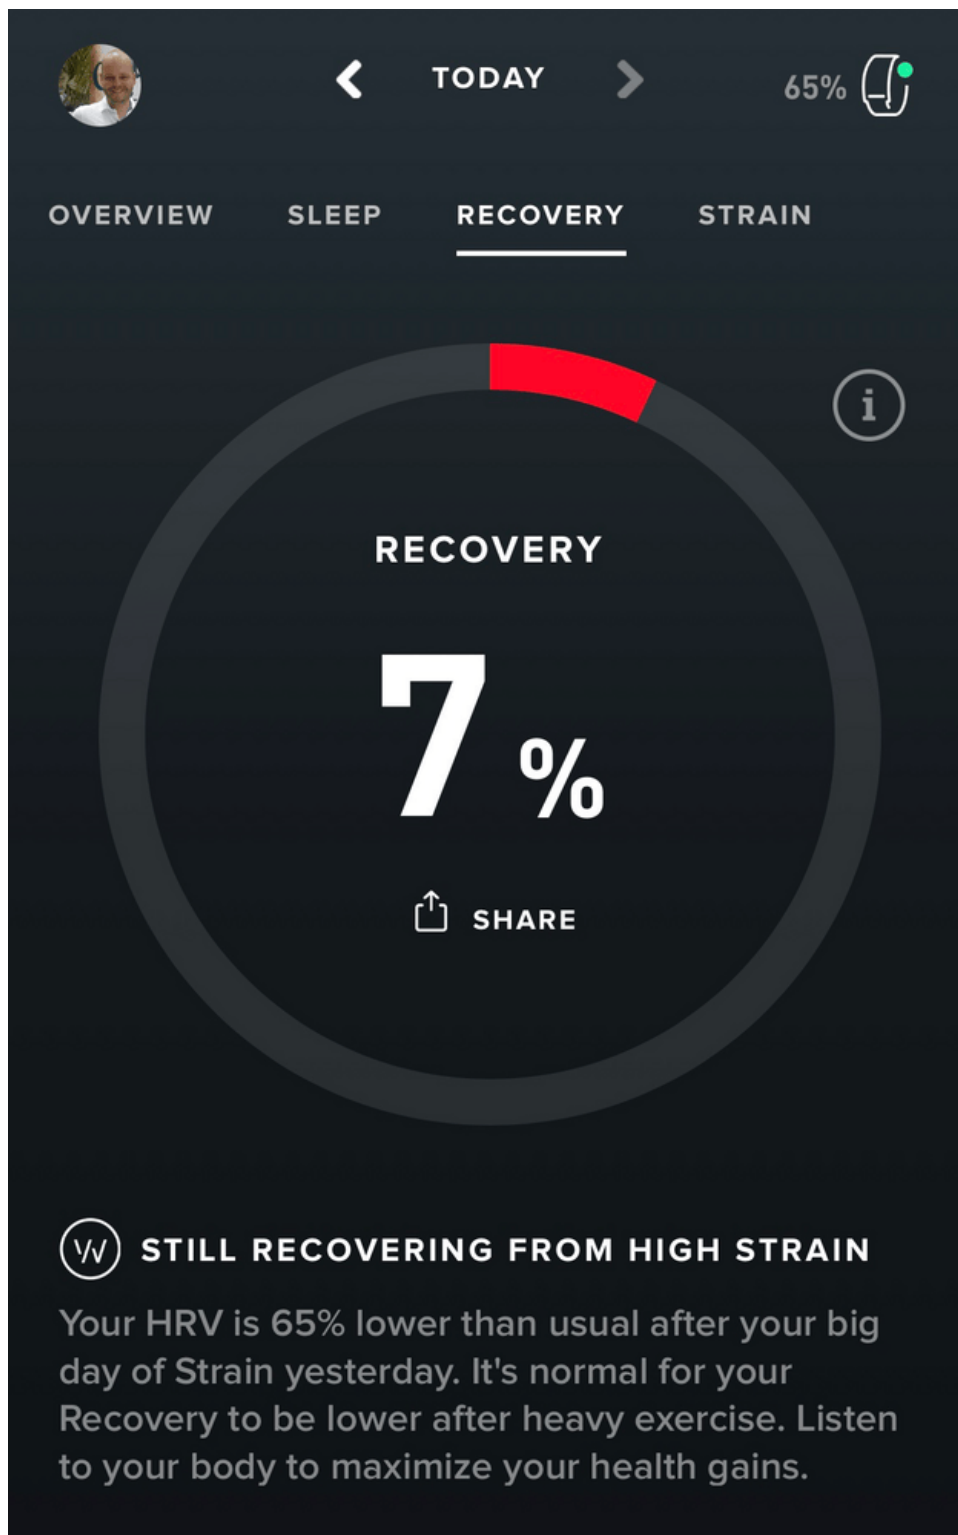 TODAY
65%
OVERVIEW SLEEP RECOVERY STRAIN
i
RECOVERY
7 %
SHARE
W STILL RECOVERING FROM HIGH STRAIN
Your HRV is 65% lower than usual after your big
day of Strain yesterday. It's normal for your
Recovery to be lower after heavy exercise. Listen
to your body to maximize your health gains.